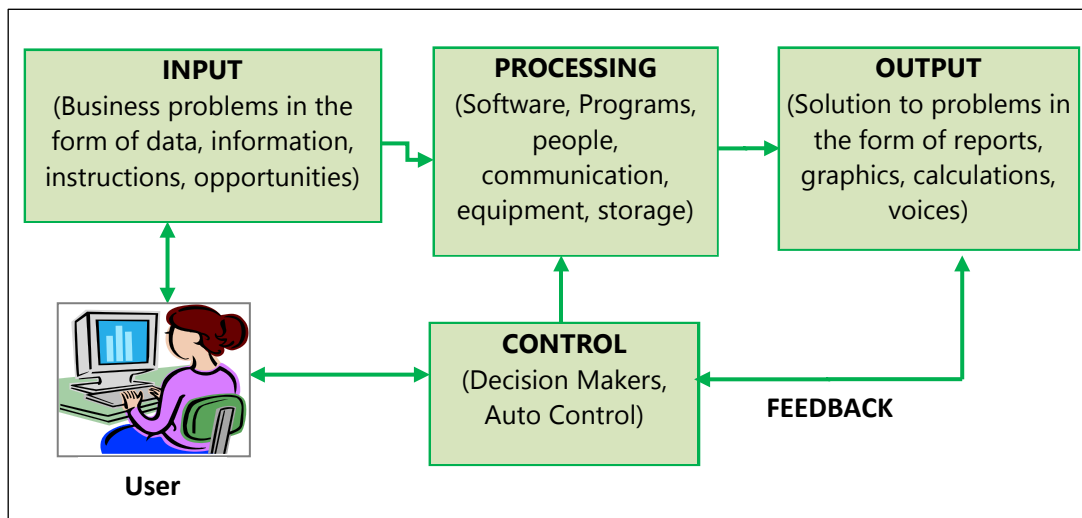 INPUT
(Business problems in the
form of data, information,
instructions, opportunities)
PROCESSING
(Software, Programs,
people,
communication,
equipment, storage)
OUTPUT
(Solution to problems in
the form of reports,
graphics, calculations,
voices)
User
CONTROL
(Decision Makers,
Auto Control)
FEEDBACK